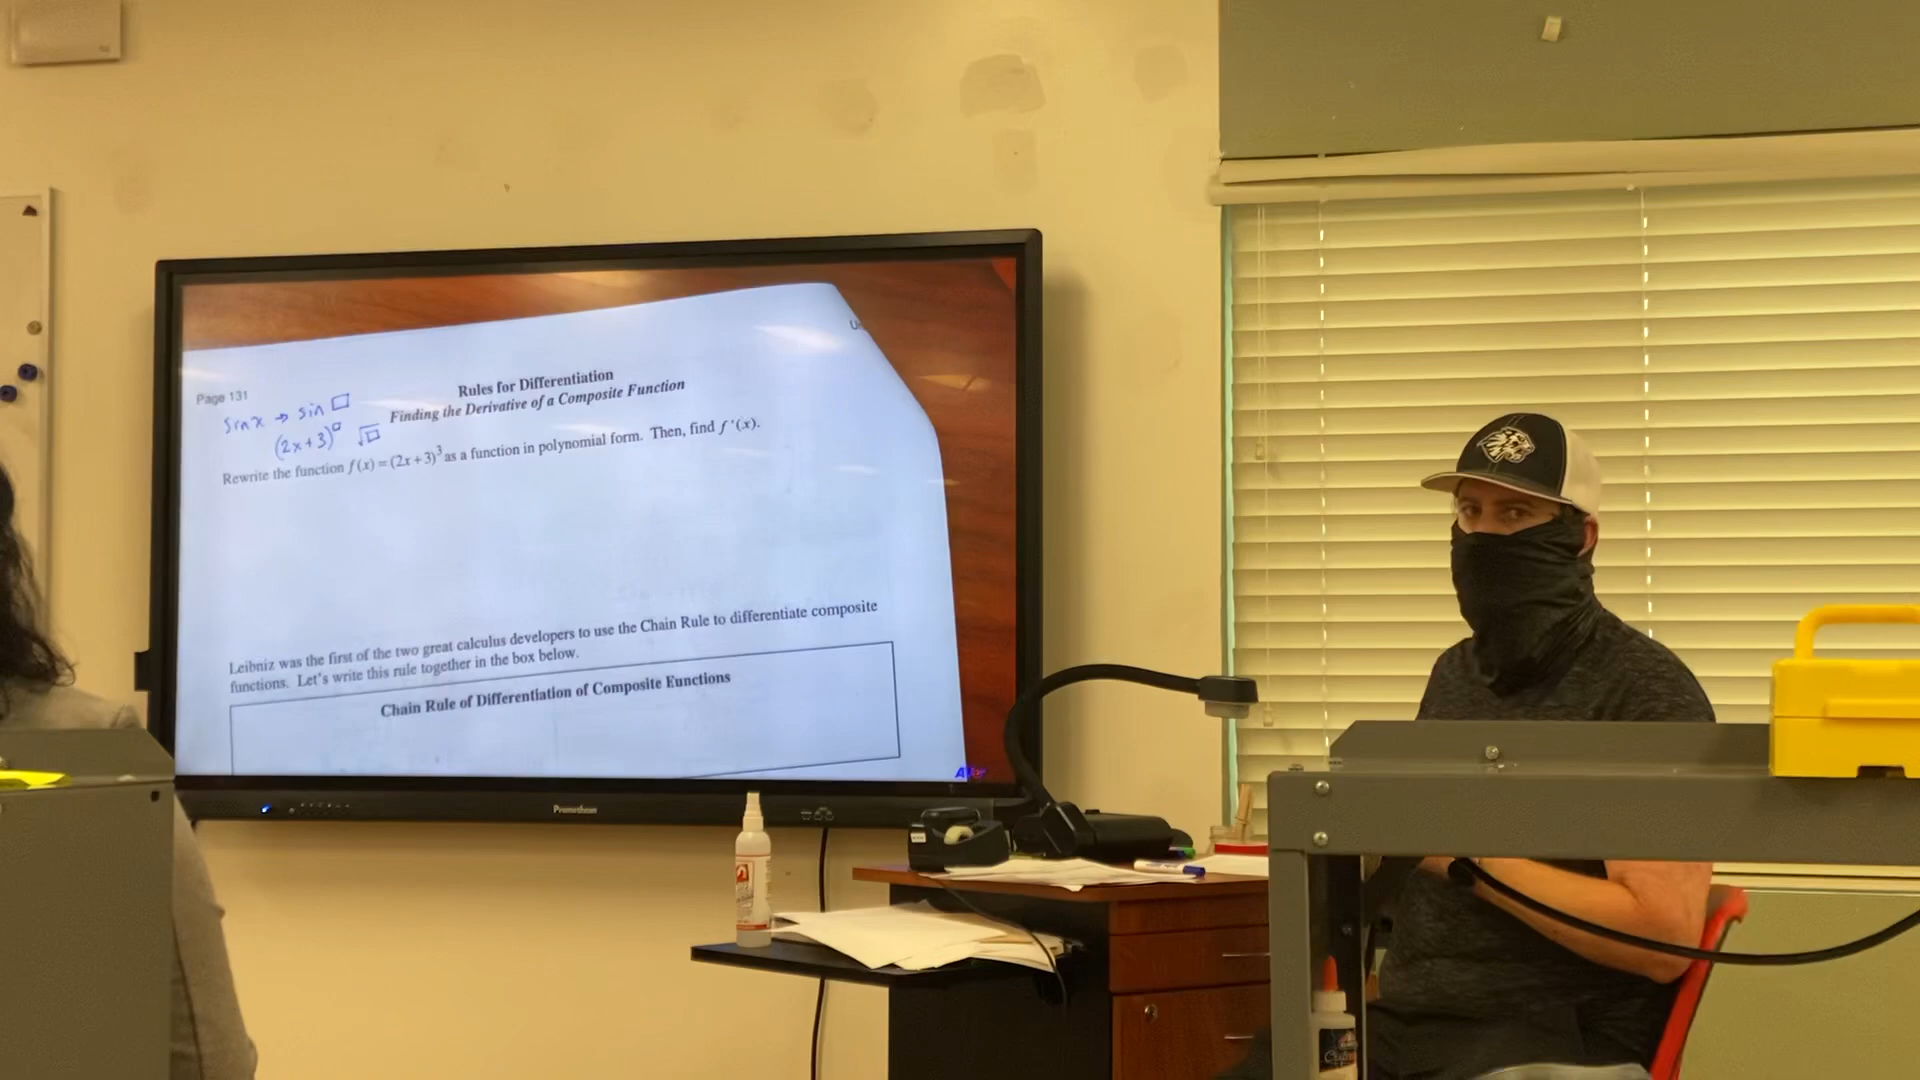 Page 131
Rules for Differentiation
Finding the Derivative of a Composite Function
sin x → sin □
(2x+3)^□ √□
Rewrite the function f(x) = (2x+3)³ as a function in polynomial form. Then, find f '(x).
Leibniz was the first of the two great calculus developers to use the Chain Rule to differentiate composite
functions. Let's write this rule together in the box below.
Chain Rule of Differentiation of Composite Functions
Promethean